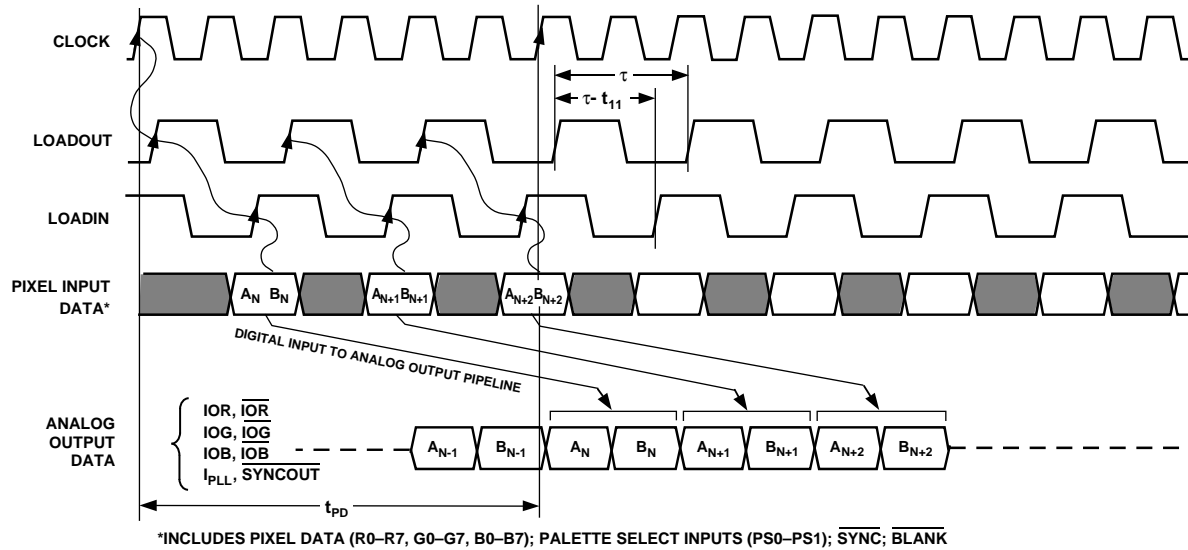 CLOCK
τ
τ- t11
LOADOUT
LOADIN
PIXEL INPUT
DATA*
AN BN
AN+1 BN+1
AN+2 BN+2
DIGITAL INPUT TO ANALOG OUTPUT PIPELINE
ANALOG
OUTPUT
DATA
IOR, IOR
IOG, IOG
IOB, IOB
IPLL, SYNCOUT
AN-1
BN-1
AN
BN
AN+1
BN+1
AN+2
BN+2
tPD
*INCLUDES PIXEL DATA (R0–R7, G0–G7, B0–B7); PALETTE SELECT INPUTS (PS0–PS1); SYNC; BLANK